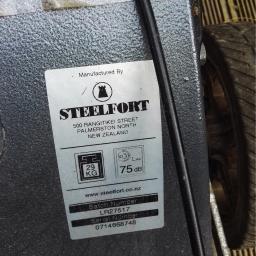 Manufactured By
STEELFORT
500 RANGITIKEI STREET
PALMERSTON NORTH
NEW ZEALAND
29
KG
75 dB
www.steelfort.co.nz
Batch Number
LR27517
Serial Number
0714668748